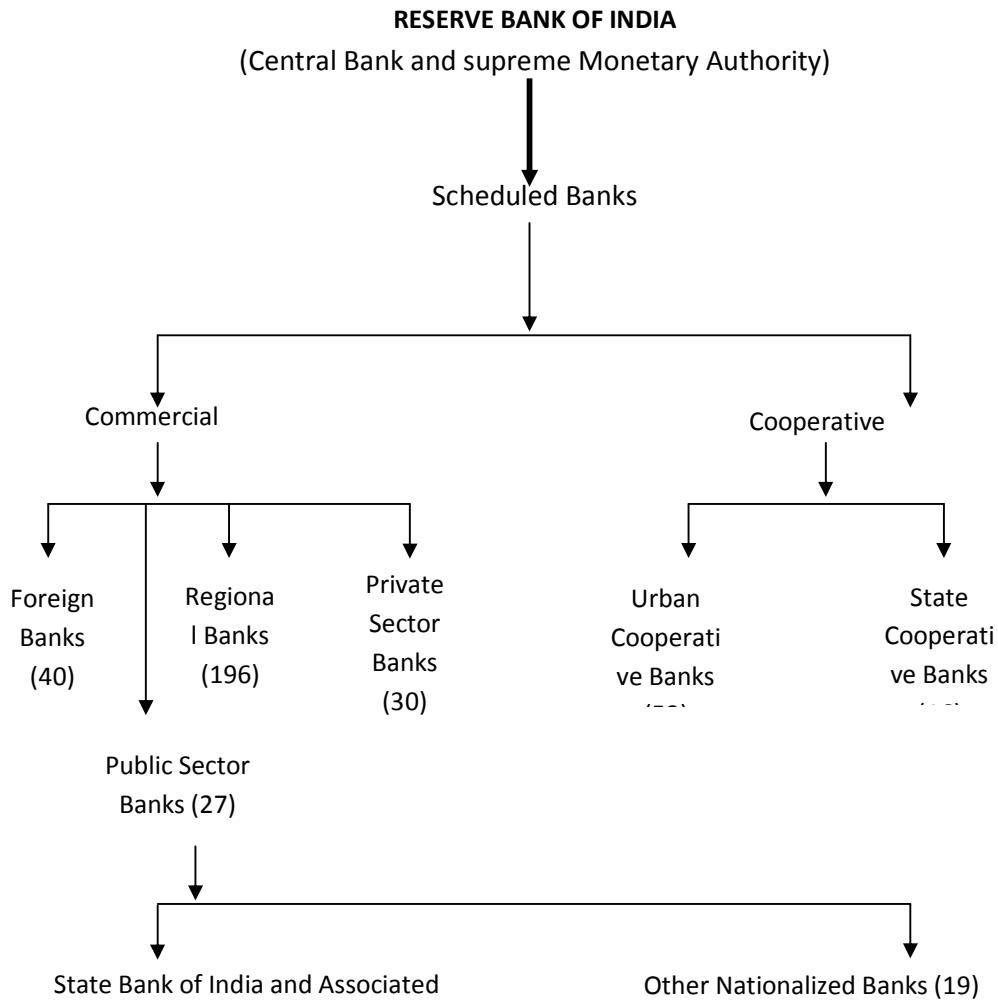 RESERVE BANK OF INDIA
(Central Bank and supreme Monetary Authority)
Scheduled Banks
Commercial
Cooperative
Foreign
Banks
(40)
Regiona
l Banks
(196)
Private
Sector
Banks
(30)
Urban
Cooperati
ve Banks
State
Cooperati
ve Banks
Public Sector
Banks (27)
State Bank of India and Associated
Other Nationalized Banks (19)